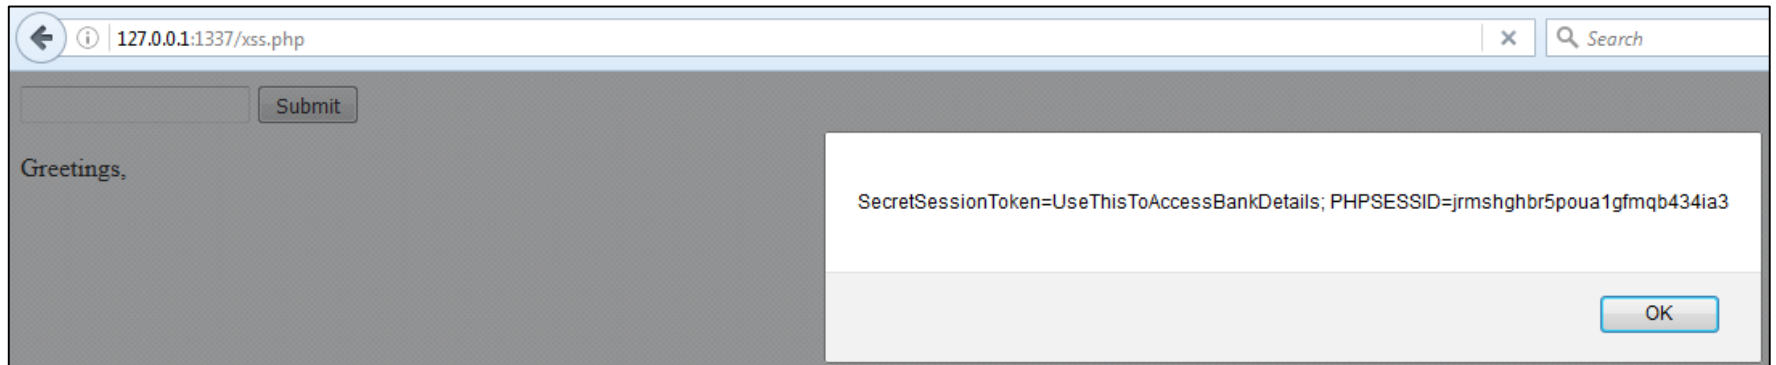 127.0.0.1:1337/xss.php
Search
Submit
Greetings,
SecretSessionToken=UseThisToAccessBankDetails; PHPSESSID=jrmshghbr5poua1gfmqb434ia3
OK